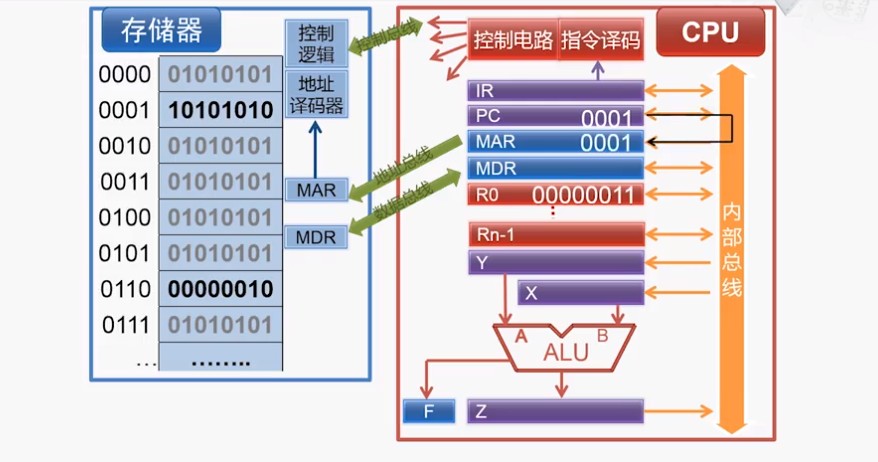 存储器
控制
逻辑
地址
译码器
0000 01010101
0001 10101010
0010 01010101
0011 01010101
0100 01010101
0101 01010101
0110 00000010
0111 01010101
... ........
MAR
MDR
控制总线
地址总线
数据总线
CPU
控制电路 指令译码
IR
PC 0001
MAR 0001
MDR
R0 00000011
Rn-1
Y
X
A B
ALU
F
Z
内
部
总
线